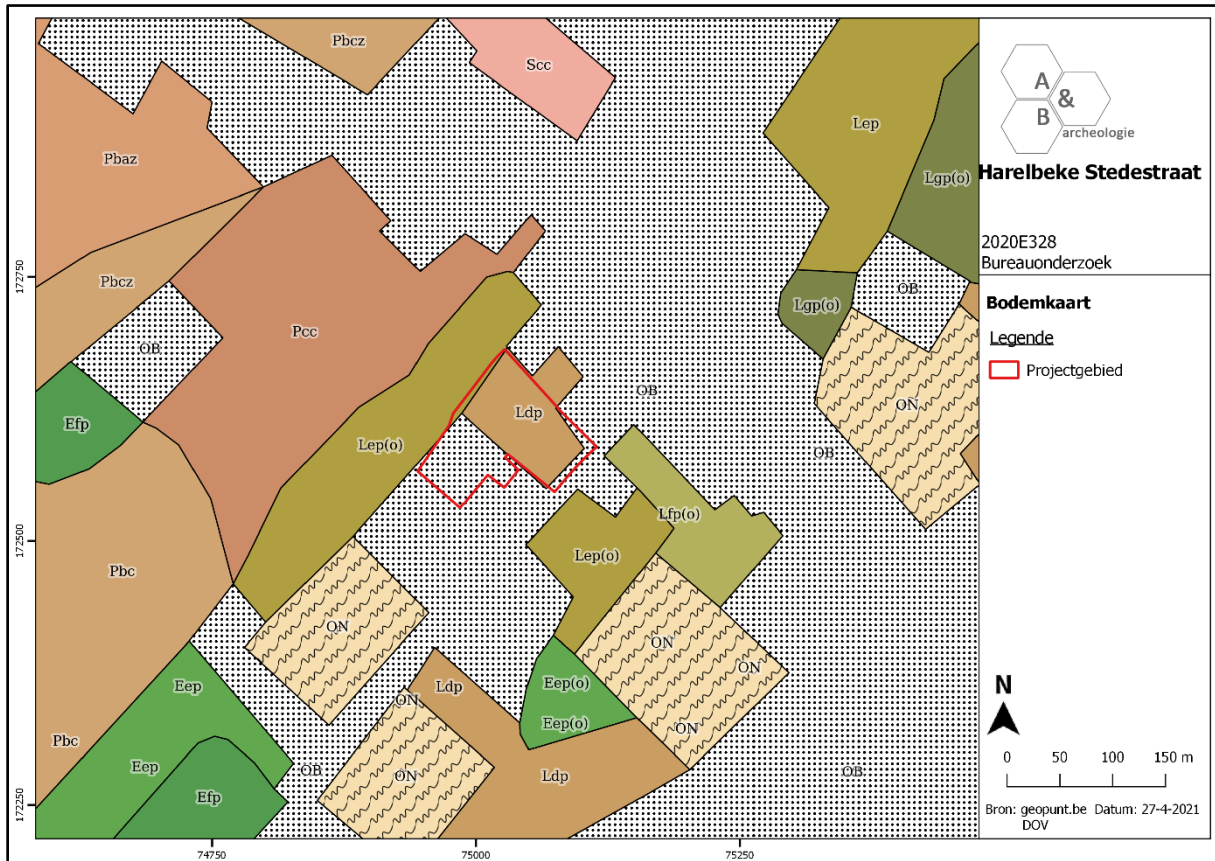 Pbcz
Scc
Pbaz
Lep
Lgp(o)
Pbcz
OB
Lgp(o)
OB
Pcc
OB
Ldp
ON
Efp
Lep(o)
OB
Lfp(o)
Lep(o)
Pbc
ON
ON
ON
Eep
Ldp
Eep(o)
ON
Eep(o)
ON
Pbc
Eep
OB
ON
Ldp
OB
Efp
172750
172500
172250
74750
75000
75250
A
&
B
archeologie
Harelbeke Stedestraat
2020E328
Bureauonderzoek
Bodemkaart
Legende
Projectgebied
N
0 50 100 150 m
Bron: geopunt.be Datum: 27-4-2021
DOV